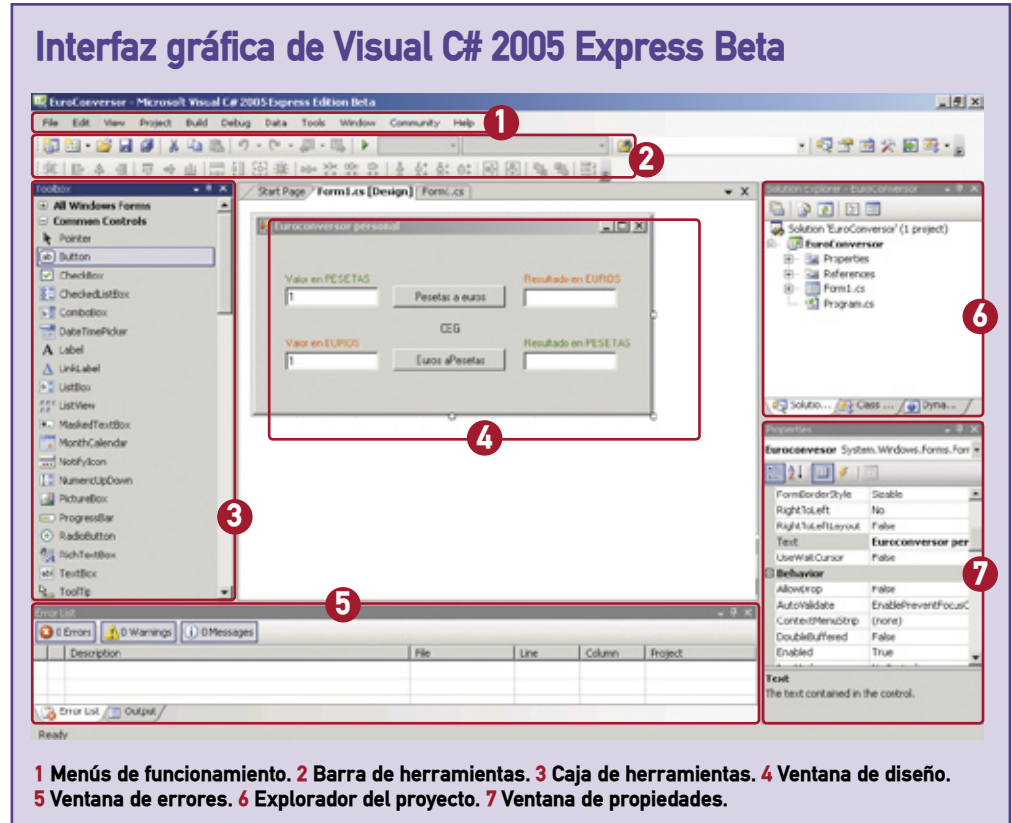 Interfaz gráfica de Visual C# 2005 Express Beta
EuroConversor - Microsoft Visual C# 2005 Express Edition Beta
File Edit View Project Build Debug Data Tools Window Community Help
1
2
Toolbox
All Windows Forms
Common Controls
Pointer
Button
CheckBox
CheckedListBox
ComboBox
DateTimePicker
Label
LinkLabel
ListBox
ListView
MaskedTextBox
MonthCalendar
NotifyIcon
NumericUpDown
PictureBox
ProgressBar
RadioButton
RichTextBox
TextBox
ToolTip
3
Start Page Form1.cs [Design] Form1.cs
Euroconversor personal
Valor en PESETAS Resultado en EUROS
1 Pesetas a euros
CEG
Valor en EUROS Resultado en PESETAS
1 Euros aPesetas
4
Solution Explorer - EuroConversor
Solution 'EuroConversor' (1 project)
EuroConversor
Properties
References
Form1.cs
Program.cs
6
Solutio... Class ... Dyna...
Properties
Euroconvesor System.Windows.Forms.Forr
FormBorderStyle Sizable
RightToLeft No
RightToLeftLayout False
Text Euroconversor per
UseWaitCursor False
Behavior
AllowDrop False
AutoValidate EnablePreventFocusC
ContextMenuStrip (none)
DoubleBuffered False
Enabled True
7
Text
The text contained in the control.
5
Error List
0 Errors 0 Warnings 0 Messages
Description File Line Column Project
Error List Output
Ready
1 Menús de funcionamiento. 2 Barra de herramientas. 3 Caja de herramientas. 4 Ventana de diseño.
5 Ventana de errores. 6 Explorador del proyecto. 7 Ventana de propiedades.